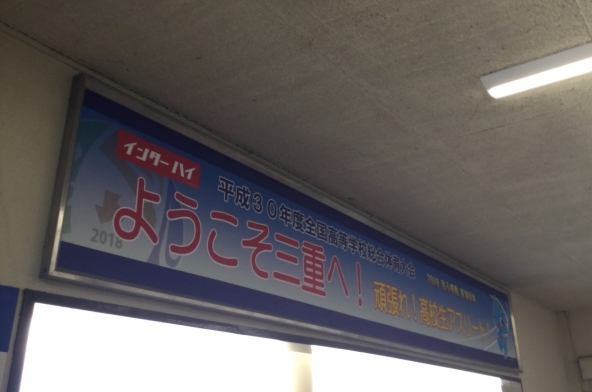 インターハイ
平成30年度全国高等学校総合体育大会
2018
ようこそ三重へ!
頑張れ!高校生アスリート!